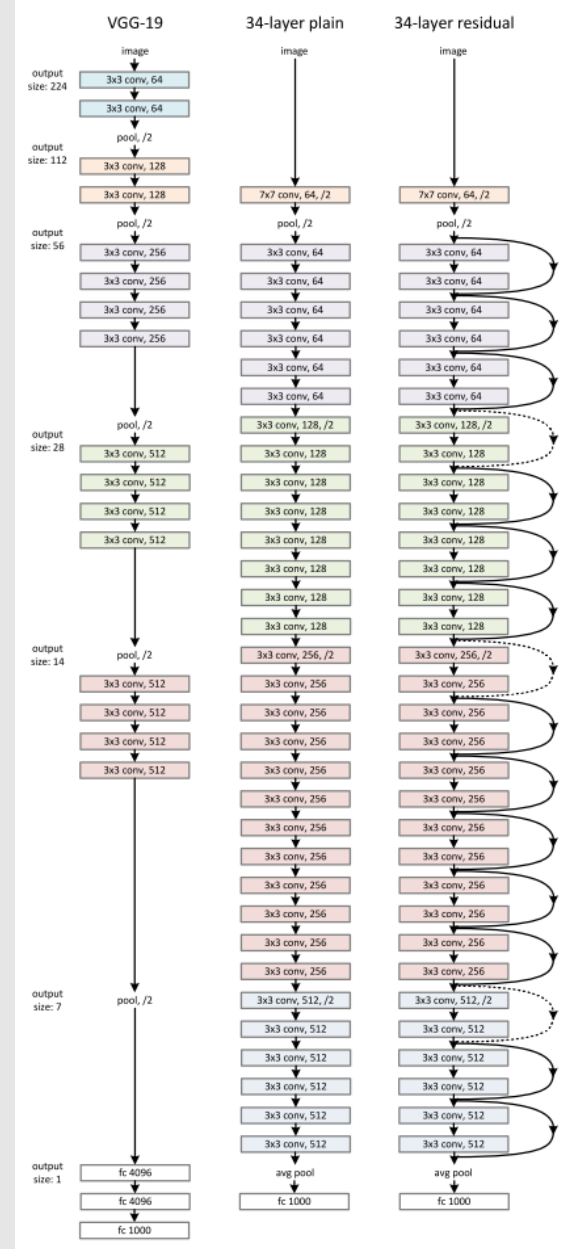 VGG-19
image
output
size: 224
3x3 conv, 64
3x3 conv, 64
pool, /2
output
size: 112
3x3 conv, 128
3x3 conv, 128
pool, /2
output
size: 56
3x3 conv, 256
3x3 conv, 256
3x3 conv, 256
3x3 conv, 256
pool, /2
output
size: 28
3x3 conv, 512
3x3 conv, 512
3x3 conv, 512
3x3 conv, 512
pool, /2
output
size: 14
3x3 conv, 512
3x3 conv, 512
3x3 conv, 512
3x3 conv, 512
output
size: 7
pool, /2
output
size: 1
fc 4096
fc 4096
fc 1000
34-layer plain
image
7x7 conv, 64, /2
pool, /2
3x3 conv, 64
3x3 conv, 64
3x3 conv, 64
3x3 conv, 64
3x3 conv, 64
3x3 conv, 64
3x3 conv, 128, /2
3x3 conv, 128
3x3 conv, 128
3x3 conv, 128
3x3 conv, 128
3x3 conv, 128
3x3 conv, 128
3x3 conv, 128
3x3 conv, 256, /2
3x3 conv, 256
3x3 conv, 256
3x3 conv, 256
3x3 conv, 256
3x3 conv, 256
3x3 conv, 256
3x3 conv, 256
3x3 conv, 256
3x3 conv, 256
3x3 conv, 256
3x3 conv, 256
3x3 conv, 512, /2
3x3 conv, 512
3x3 conv, 512
3x3 conv, 512
3x3 conv, 512
3x3 conv, 512
avg pool
fc 1000
34-layer residual
image
7x7 conv, 64, /2
pool, /2
3x3 conv, 64
3x3 conv, 64
3x3 conv, 64
3x3 conv, 64
3x3 conv, 64
3x3 conv, 64
3x3 conv, 128, /2
3x3 conv, 128
3x3 conv, 128
3x3 conv, 128
3x3 conv, 128
3x3 conv, 128
3x3 conv, 128
3x3 conv, 128
3x3 conv, 256, /2
3x3 conv, 256
3x3 conv, 256
3x3 conv, 256
3x3 conv, 256
3x3 conv, 256
3x3 conv, 256
3x3 conv, 256
3x3 conv, 256
3x3 conv, 256
3x3 conv, 256
3x3 conv, 256
3x3 conv, 512, /2
3x3 conv, 512
3x3 conv, 512
3x3 conv, 512
3x3 conv, 512
3x3 conv, 512
avg pool
fc 1000